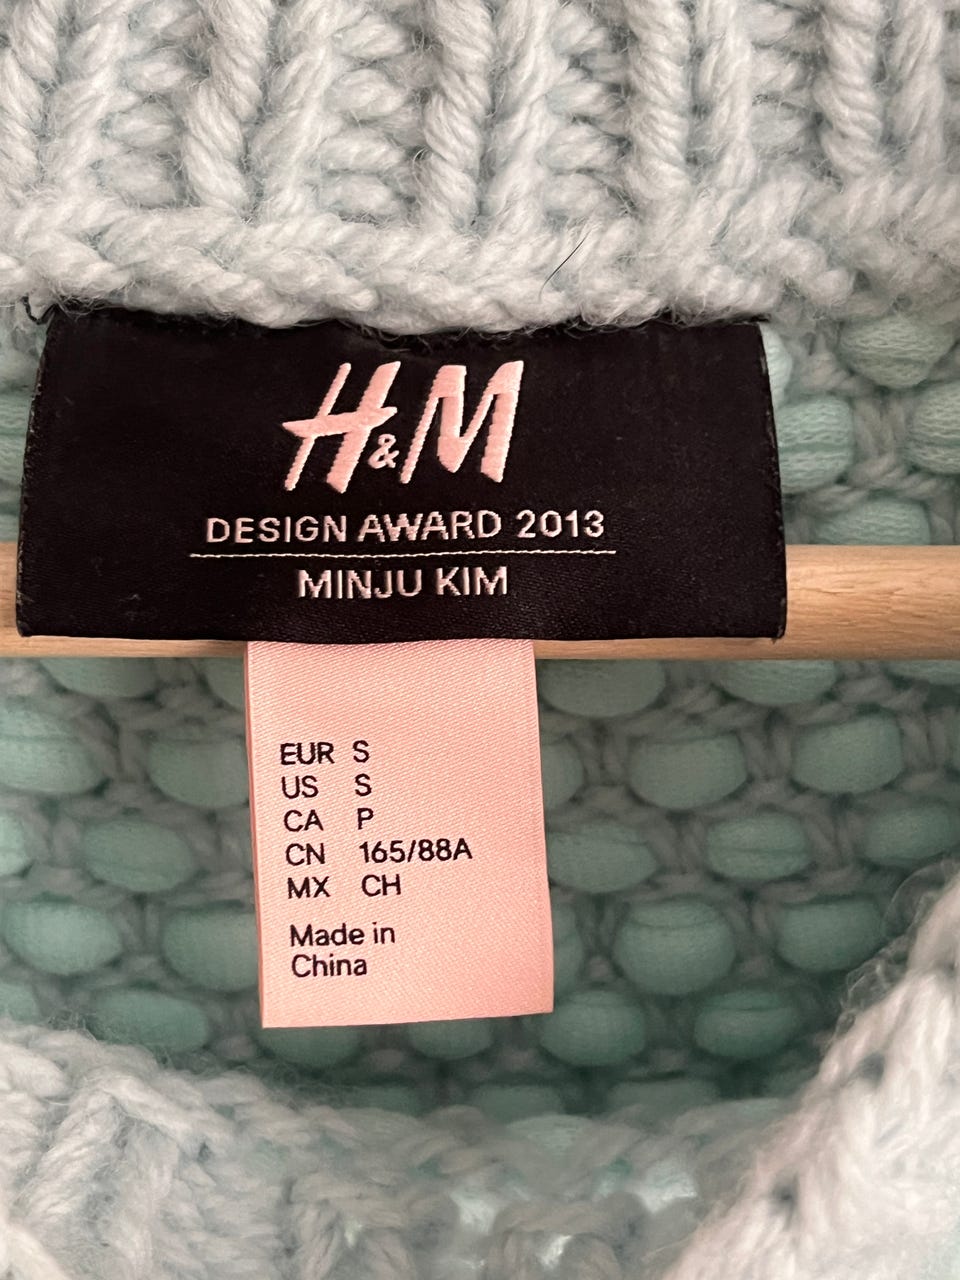 H&M
DESIGN AWARD 2013
MINJU KIM
EUR S
US S
CA P
CN 165/88A
MX CH
Made in
China